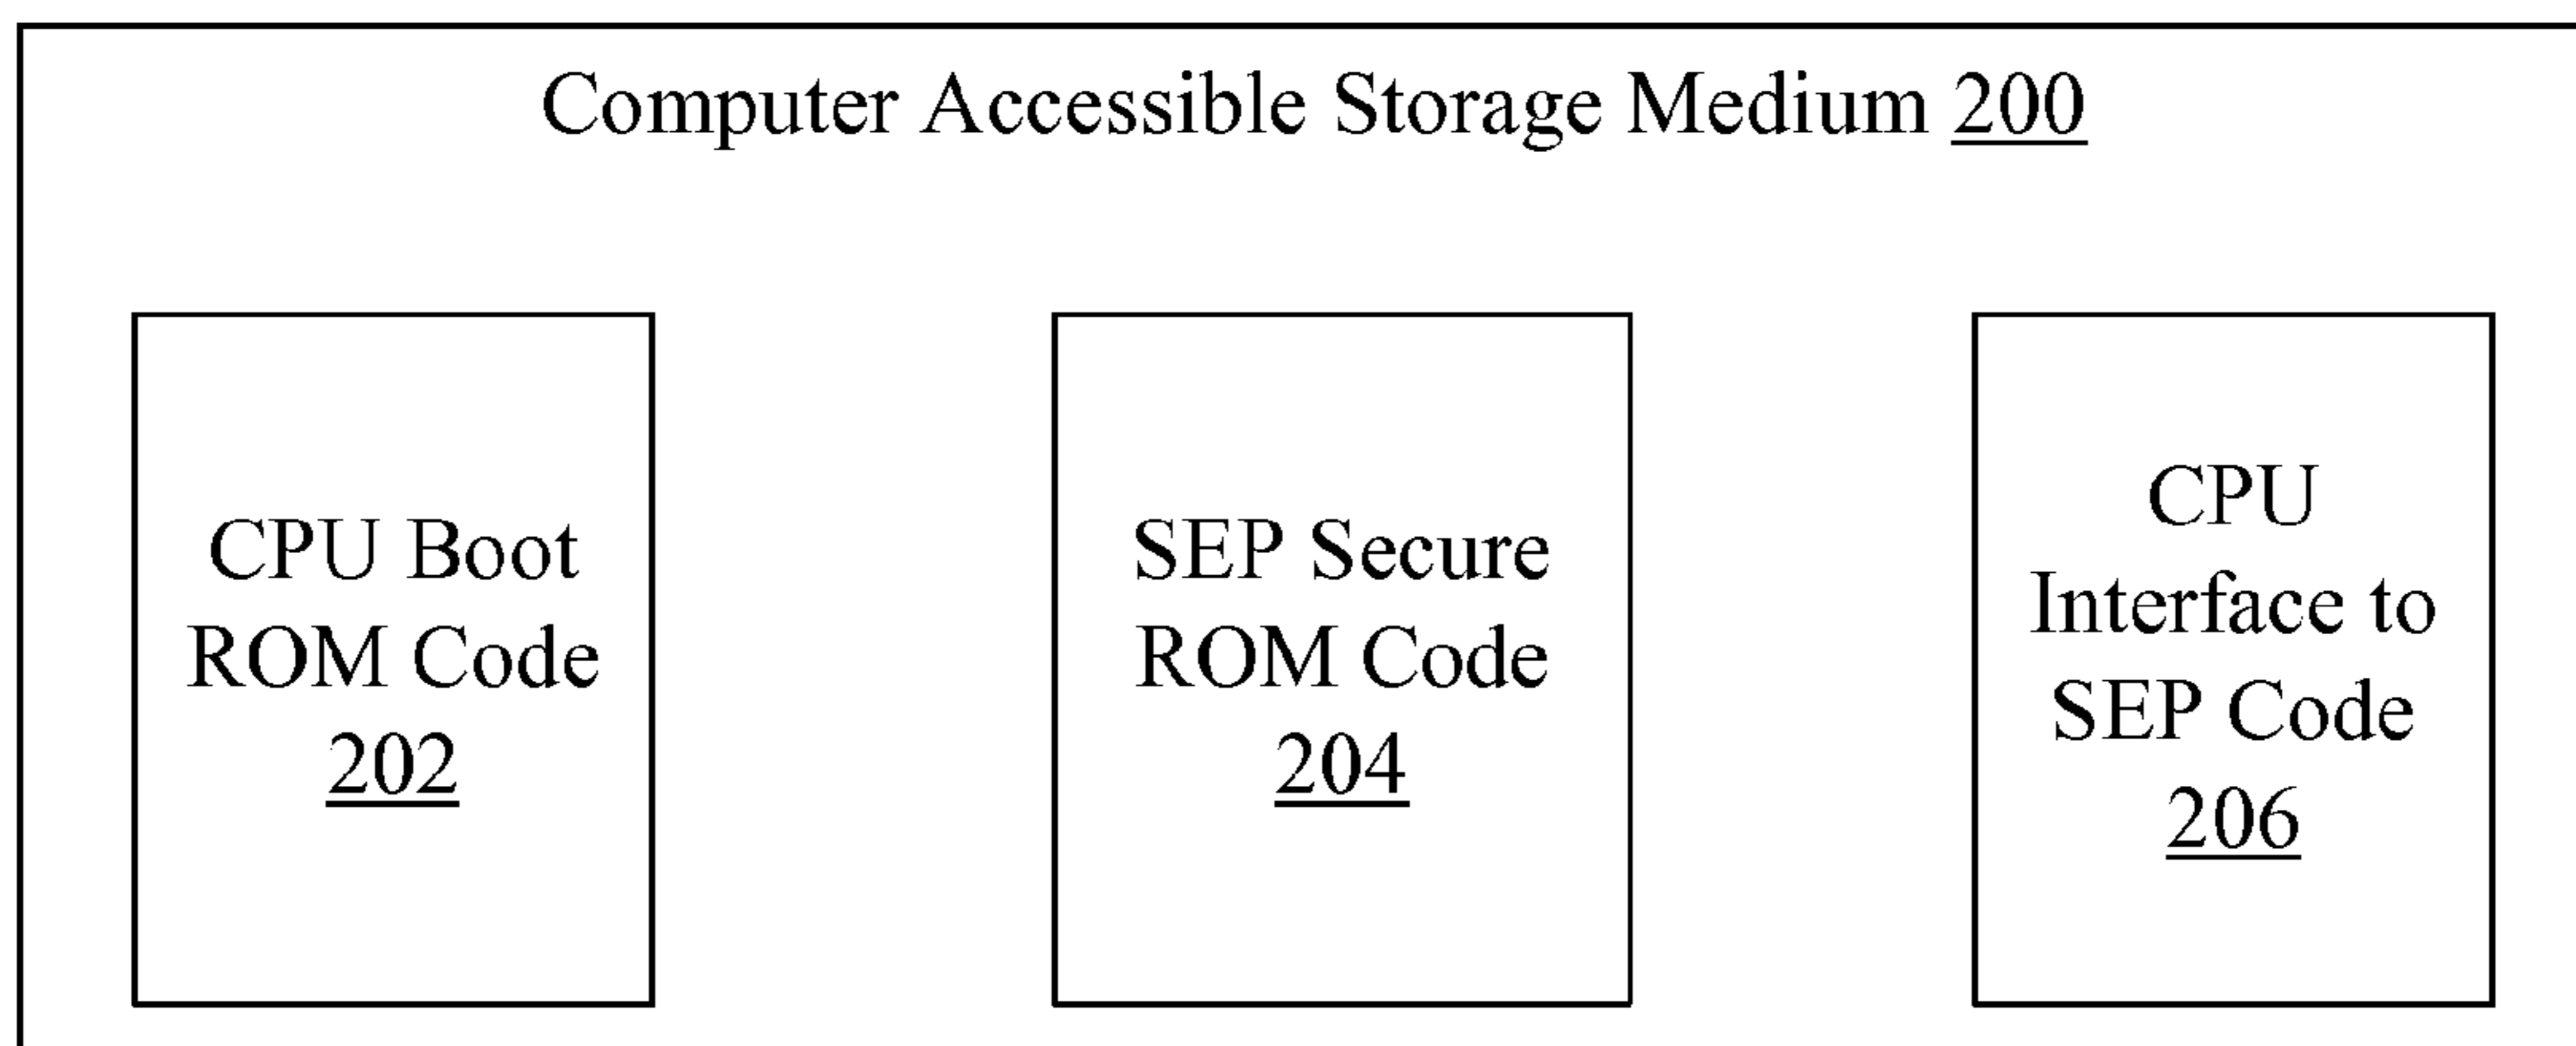 Computer Accessible Storage Medium 200
CPU Boot
ROM Code
202
SEP Secure
ROM Code
204
CPU
Interface to
SEP Code
206